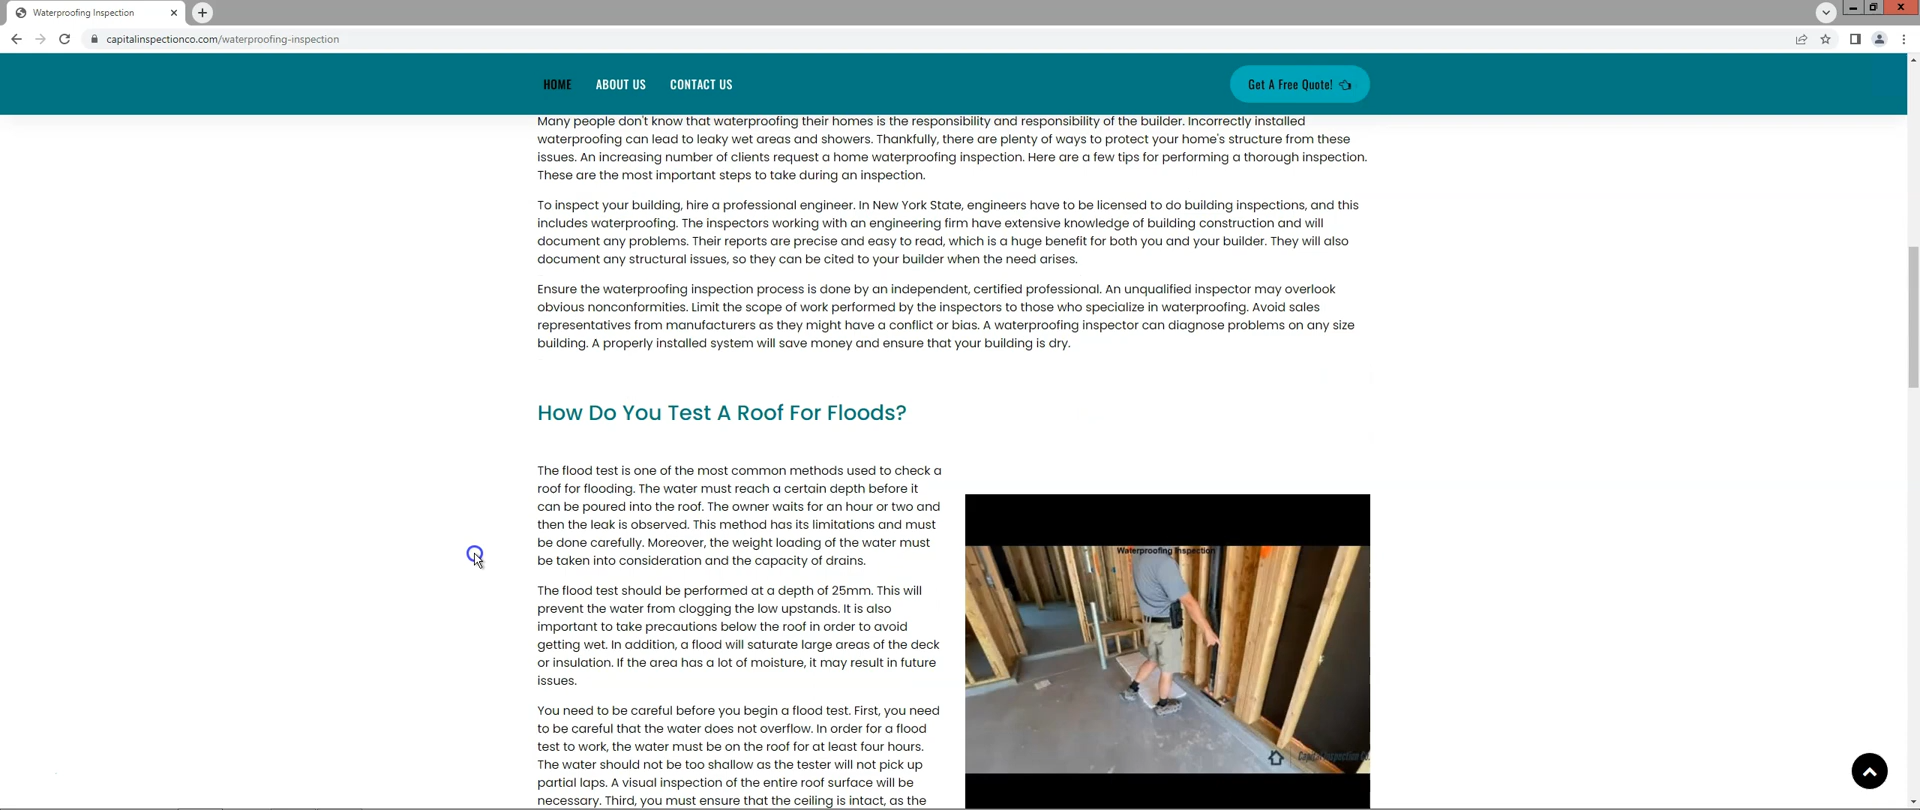 Waterproofing Inspection
capitalinspectionco.com/waterproofing-inspection
HOME ABOUT US CONTACT US Get A Free Quote!
Many people don't know that waterproofing their homes is the responsibility and responsibility of the builder. Incorrectly installed
waterproofing can lead to leaky wet areas and showers. Thankfully, there are plenty of ways to protect your home's structure from these
issues. An increasing number of clients request a home waterproofing inspection. Here are a few tips for performing a thorough inspection.
These are the most important steps to take during an inspection.
To inspect your building, hire a professional engineer. In New York State, engineers have to be licensed to do building inspections, and this
includes waterproofing. The inspectors working with an engineering firm have extensive knowledge of building construction and will
document any problems. Their reports are precise and easy to read, which is a huge benefit for both you and your builder. They will also
document any structural issues, so they can be cited to your builder when the need arises.
Ensure the waterproofing inspection process is done by an independent, certified professional. An unqualified inspector may overlook
obvious nonconformities. Limit the scope of work performed by the inspectors to those who specialize in waterproofing. Avoid sales
representatives from manufacturers as they might have a conflict or bias. A waterproofing inspector can diagnose problems on any size
building. A properly installed system will save money and ensure that your building is dry.
How Do You Test A Roof For Floods?
The flood test is one of the most common methods used to check a
roof for flooding. The water must reach a certain depth before it
can be poured into the roof. The owner waits for an hour or two and
then the leak is observed. This method has its limitations and must
be done carefully. Moreover, the weight loading of the water must
be taken into consideration and the capacity of drains.
The flood test should be performed at a depth of 25mm. This will
prevent the water from clogging the low upstands. It is also
important to take precautions below the roof in order to avoid
getting wet. In addition, a flood will saturate large areas of the deck
or insulation. If the area has a lot of moisture, it may result in future
issues.
You need to be careful before you begin a flood test. First, you need
to be careful that the water does not overflow. In order for a flood
test to work, the water must be on the roof for at least four hours.
The water should not be too shallow as the tester will not pick up
partial laps. A visual inspection of the entire roof surface will be
necessary. Third, you must ensure that the ceiling is intact, as the
Waterproofing Inspection
Capital Inspection Co.